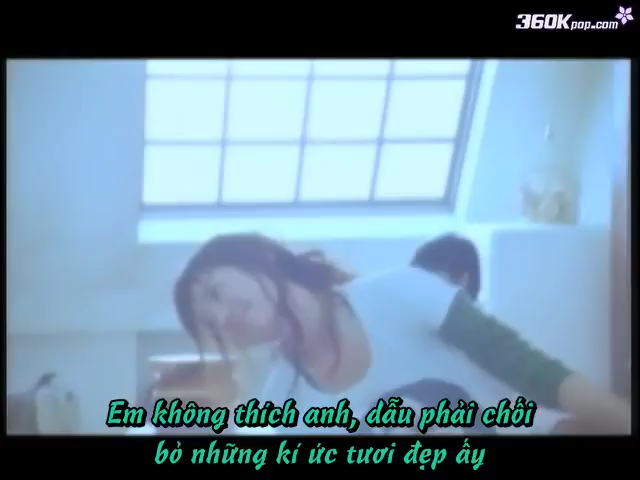 360Kpop.com
Em không thích anh, dẫu phải chối
bỏ những kí ức tươi đẹp ấy